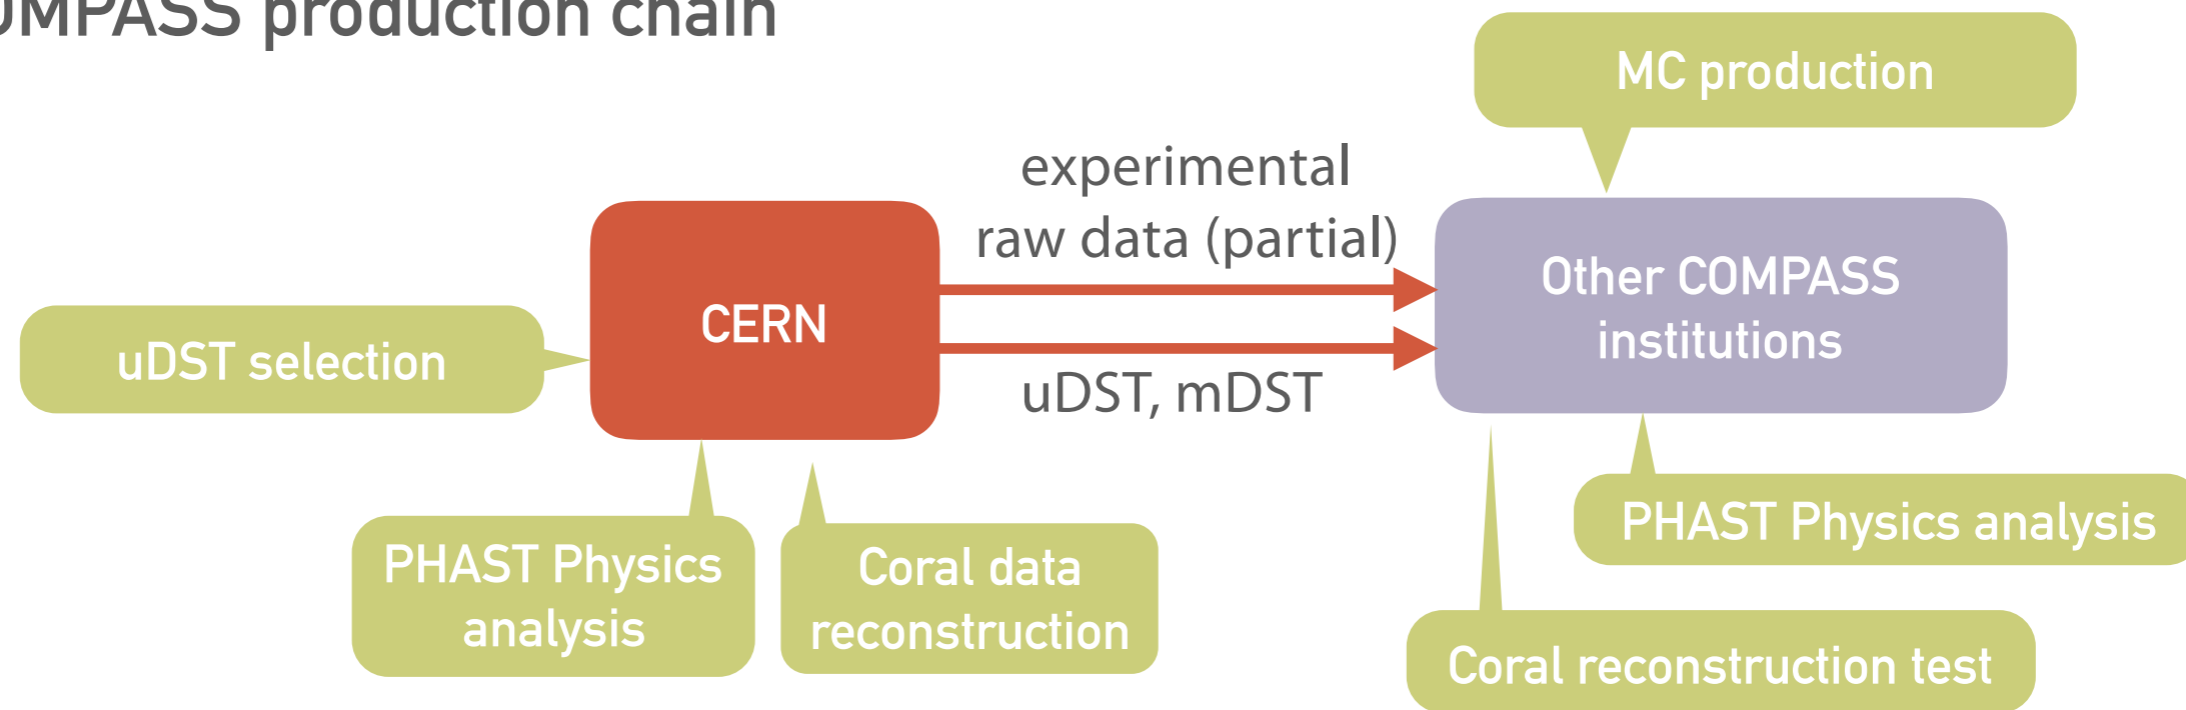 OMPASS production chain
MC production
experimental
raw data (partial)
CERN
Other COMPASS
institutions
uDST selection
uDST, mDST
PHAST Physics
analysis
Coral data
reconstruction
PHAST Physics analysis
Coral reconstruction test